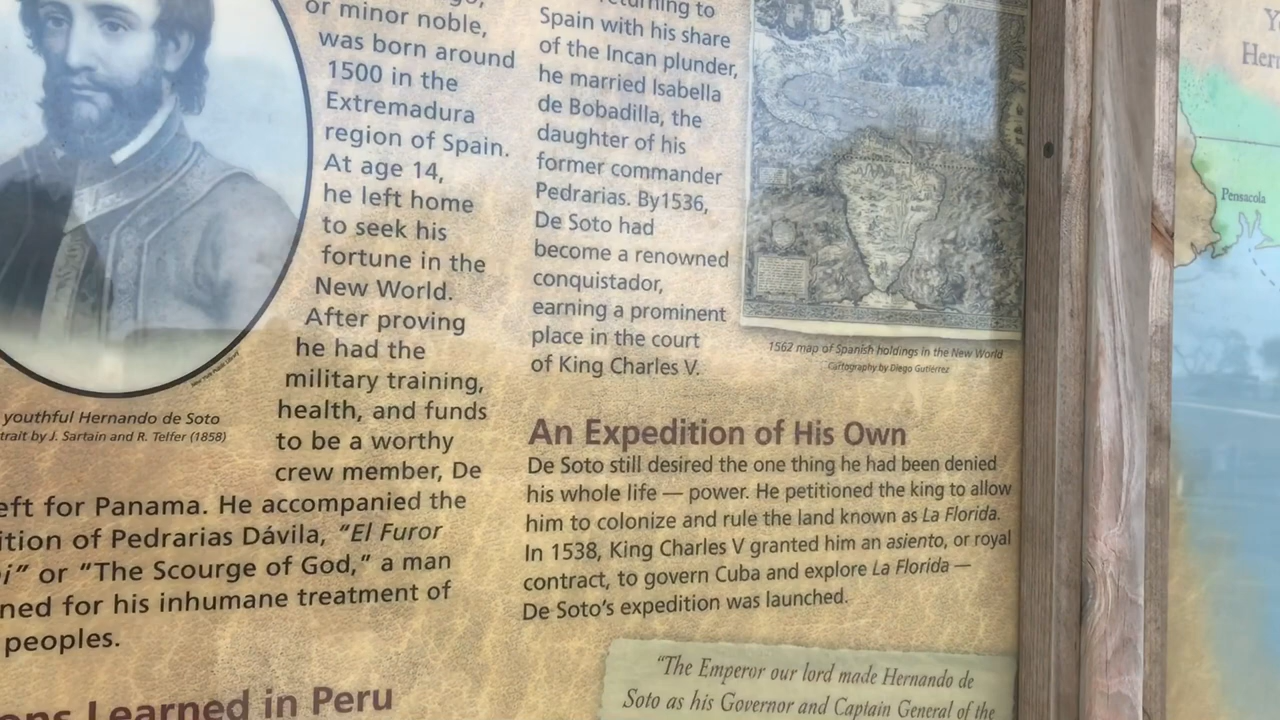 or minor noble,
was born around
1500 in the
Extremadura
region of Spain.
At age 14,
he left home
to seek his
fortune in the
New World.
After proving
he had the
military training,
health, and funds
to be a worthy
crew member, De
left for Panama. He accompanied the
of Pedrarias Dávila, "El Furor
or "The Scourge of God," a man
for his inhumane treatment of
peoples.
youthful Hernando de Soto
by J. Sartain and R. Telfer (1858)
Learned in Peru
to
Spain with his share
of the Incan plunder,
he married Isabella
de Bobadilla, the
daughter of his
former commander
Pedrarias. By1536,
De Soto had
become a renowned
conquistador,
earning a prominent
place in the court
of King Charles V.
1562 map of Spanish holdings in the New World
Cartography by Diego Gutiérrez
An Expedition of His Own
De Soto still desired the one thing he had been denied
his whole life — power. He petitioned the king to allow
him to colonize and rule the land known as La Florida.
In 1538, King Charles V granted him an asiento, or royal
contract, to govern Cuba and explore La Florida —
De Soto's expedition was launched.
"The Emperor our lord made Hernando de
Soto as his Governor and Captain General of the
Pensacola